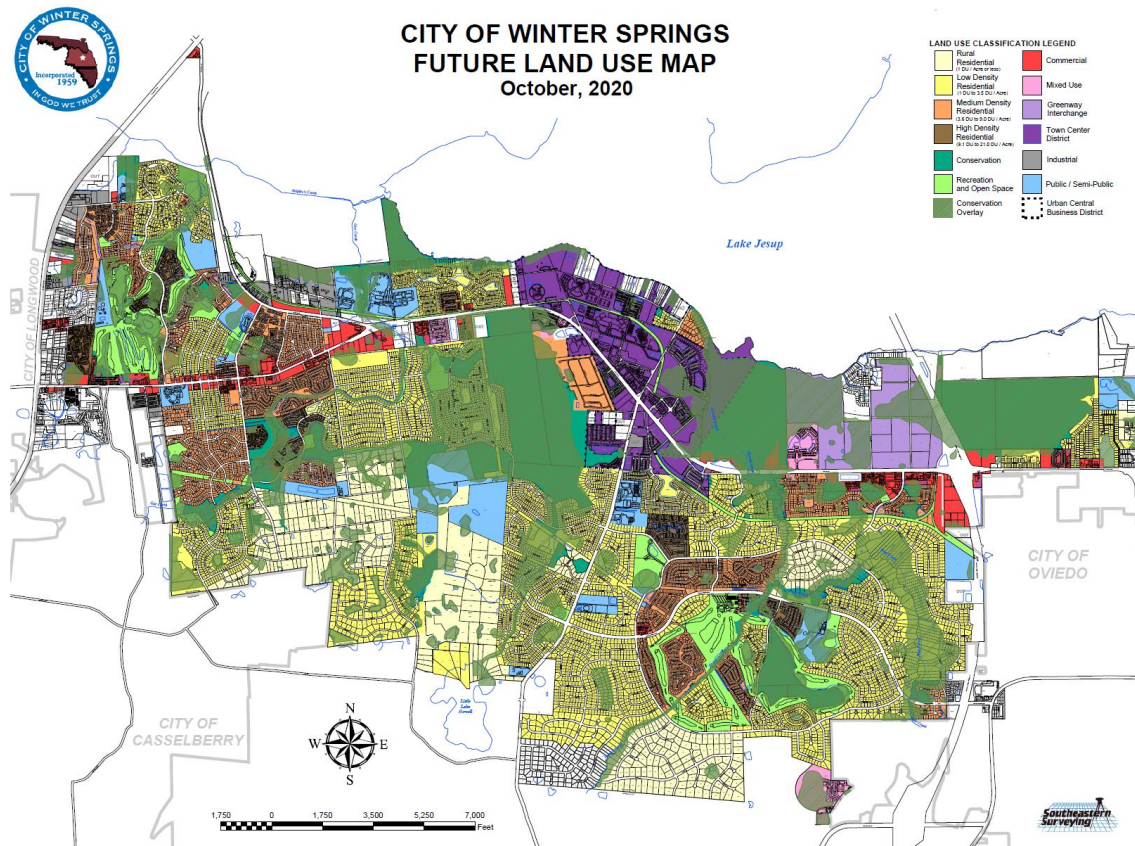 CITY OF WINTER SPRINGS
FUTURE LAND USE MAP
October, 2020
CITY OF WINTER SPRINGS
Incorporated
1959
IN GOD WE TRUST
LAND USE CLASSIFICATION LEGEND
Rural
Residential
(1 DU / Acre or less)
Low Density
Residential
(1 DU to 3.5 DU / Acre)
Medium Density
Residential
(3.6 DU to 9.0 DU / Acre)
High Density
Residential
(9.1 DU to 21.0 DU / Acre)
Conservation
Recreation
and Open Space
Conservation
Overlay
Commercial
Mixed Use
Greenway
Interchange
Town Center
District
Industrial
Public / Semi-Public
Urban Central
Business District
OUT
Lake Jesup
CITY OF LONGWOOD
CITY OF
OVIEDO
CITY OF
CASSELBERRY
Little
Lake
Howell
N
W
E
S
1,750
0
1,750
3,500
5,250
7,000
Feet
Southeastern
Surveying